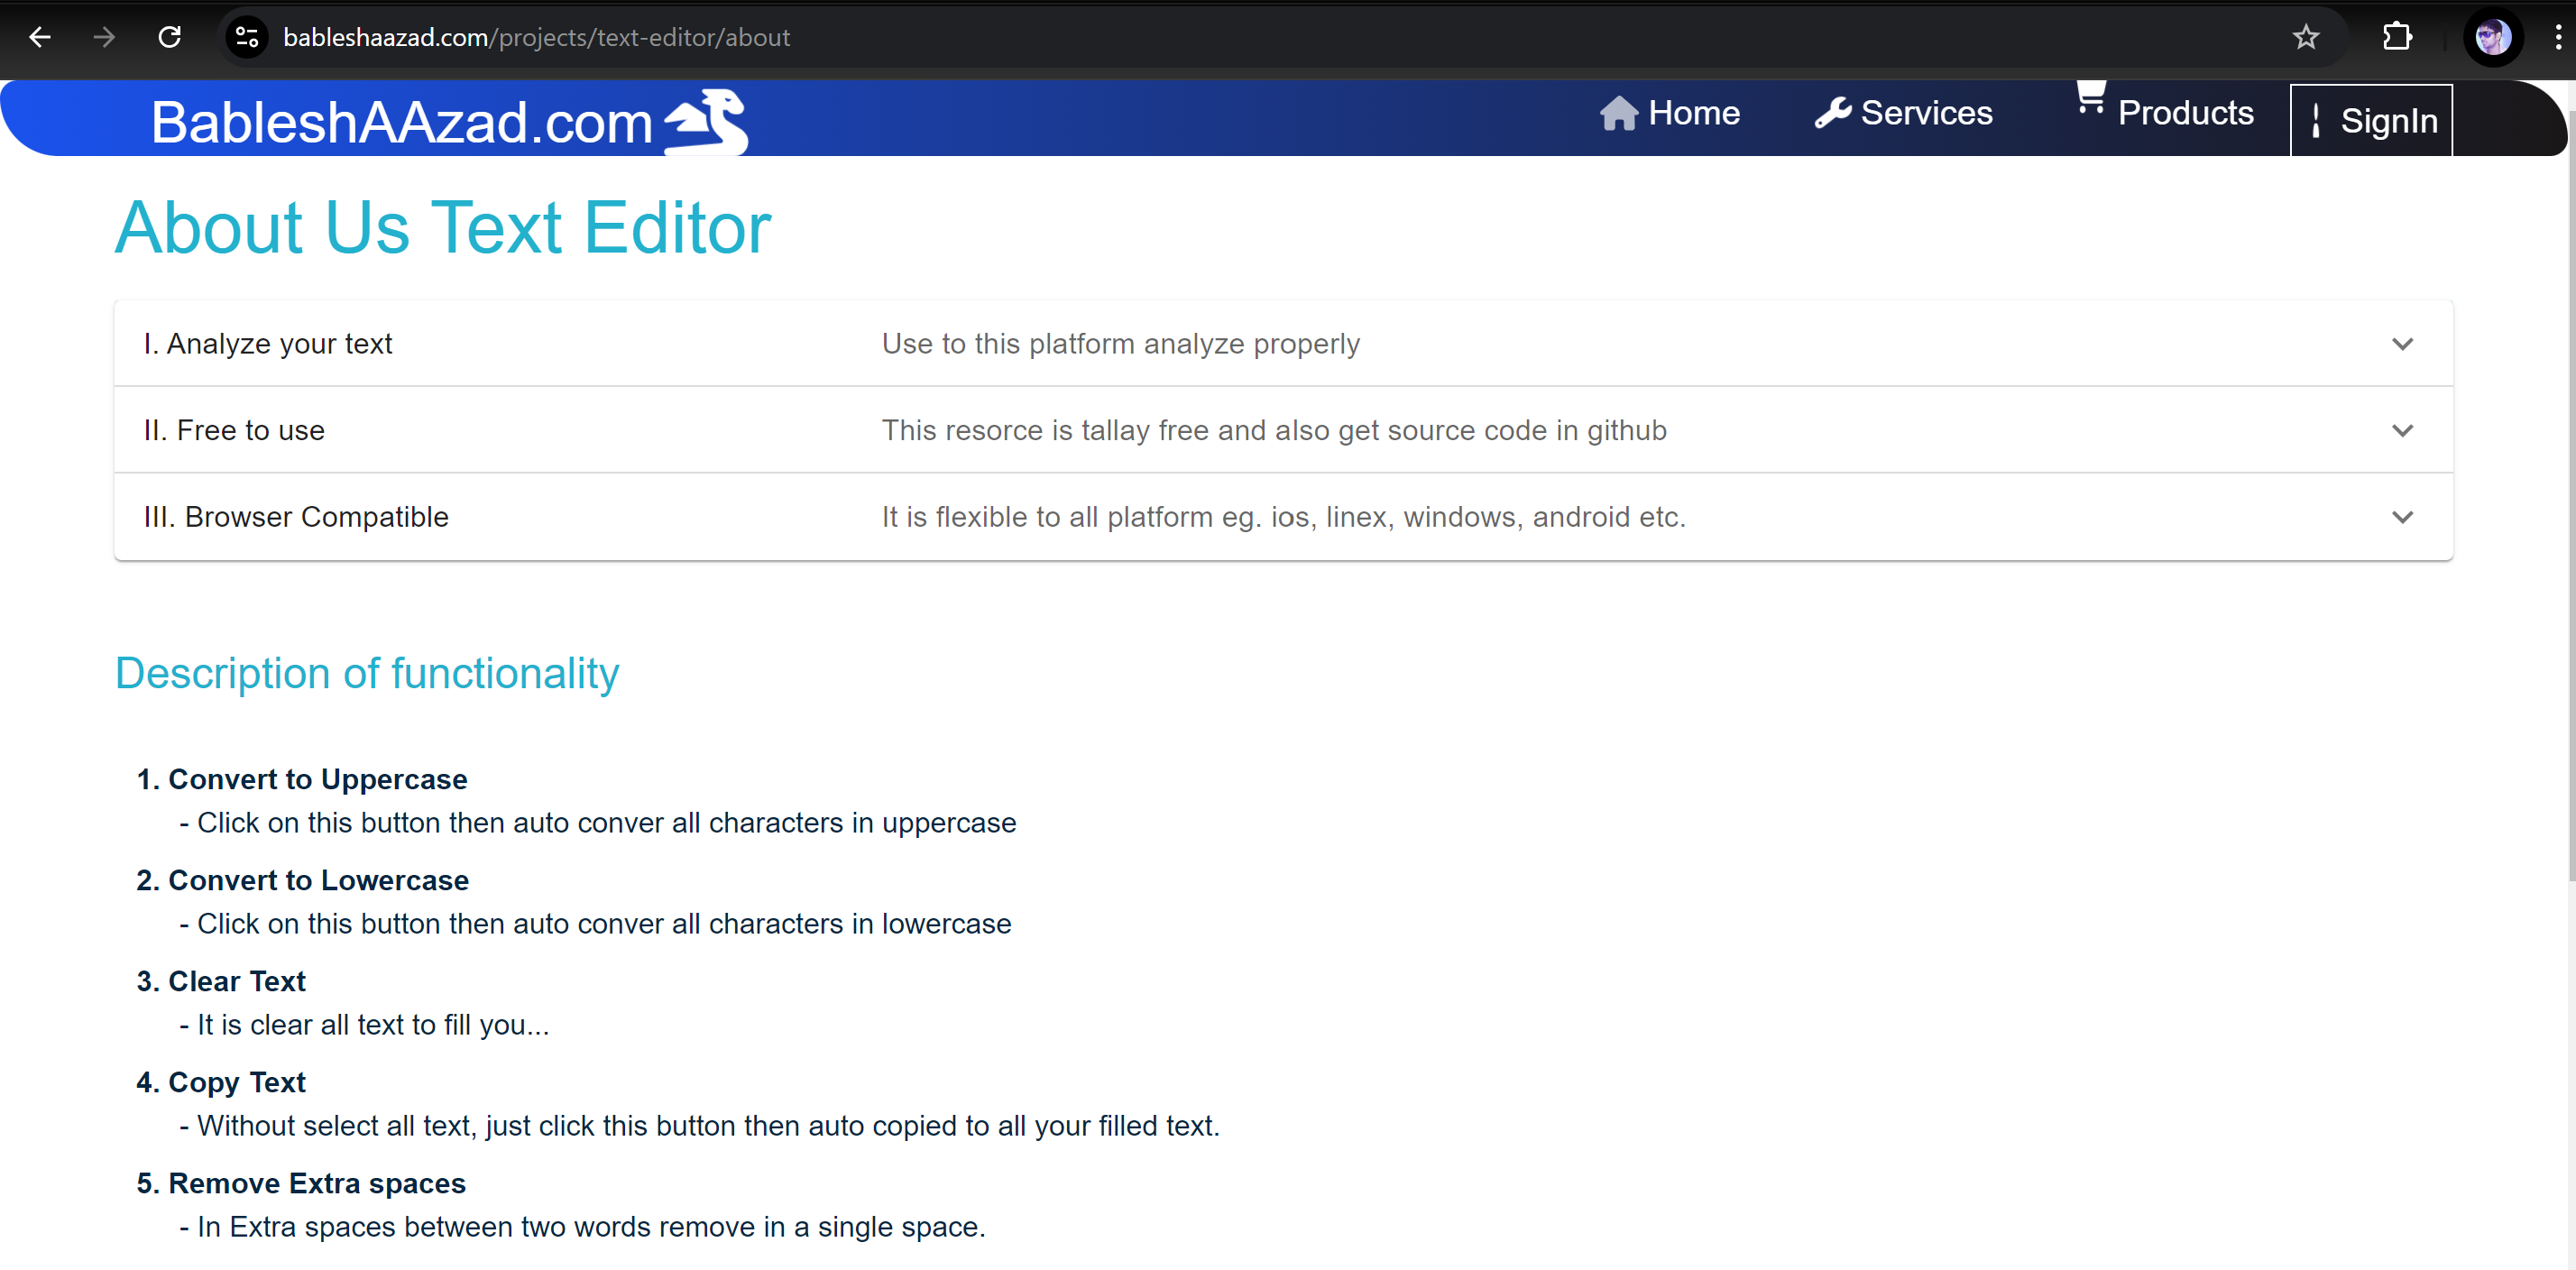 bableshaazad.com/projects/text-editor/about
BableshAAzad.com Home Services Products SignIn
About Us Text Editor
I. Analyze your text Use to this platform analyze properly
II. Free to use This resorce is tallay free and also get source code in github
III. Browser Compatible It is flexible to all platform eg. ios, linex, windows, android etc.
Description of functionality
1. Convert to Uppercase
- Click on this button then auto conver all characters in uppercase
2. Convert to Lowercase
- Click on this button then auto conver all characters in lowercase
3. Clear Text
- It is clear all text to fill you...
4. Copy Text
- Without select all text, just click this button then auto copied to all your filled text.
5. Remove Extra spaces
- In Extra spaces between two words remove in a single space.